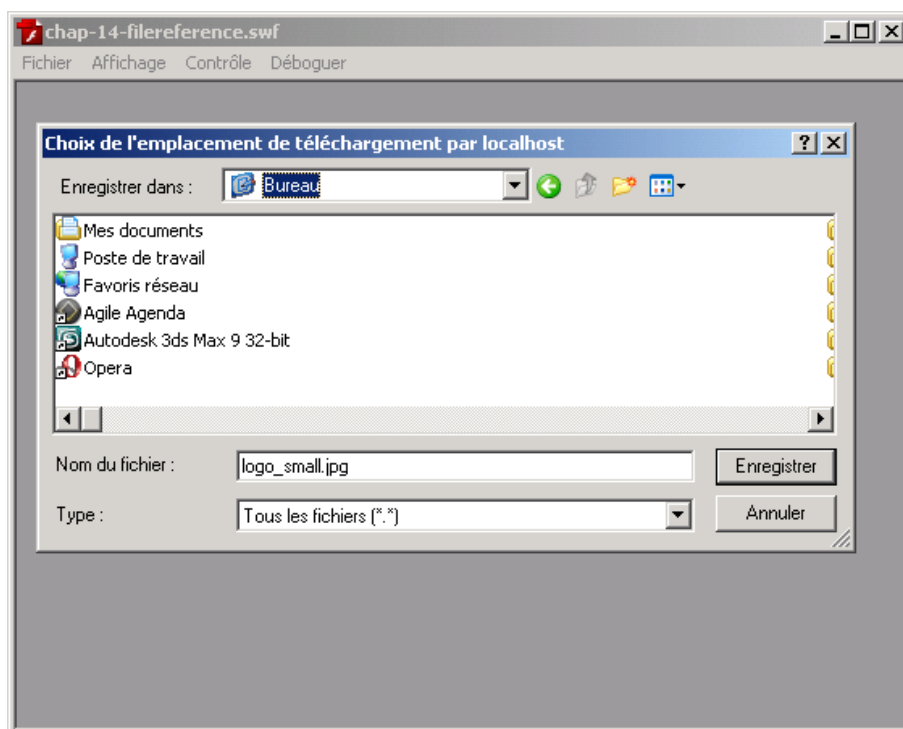 chap-14-filereference.swf
Fichier Affichage Contrôle Déboguer
Choix de l'emplacement de téléchargement par localhost
Enregistrer dans : Bureau
Mes documents
Poste de travail
Favoris réseau
Agile Agenda
Autodesk 3ds Max 9 32-bit
Opera
Nom du fichier : logo_small.jpg Enregistrer
Type : Tous les fichiers (*.*) Annuler